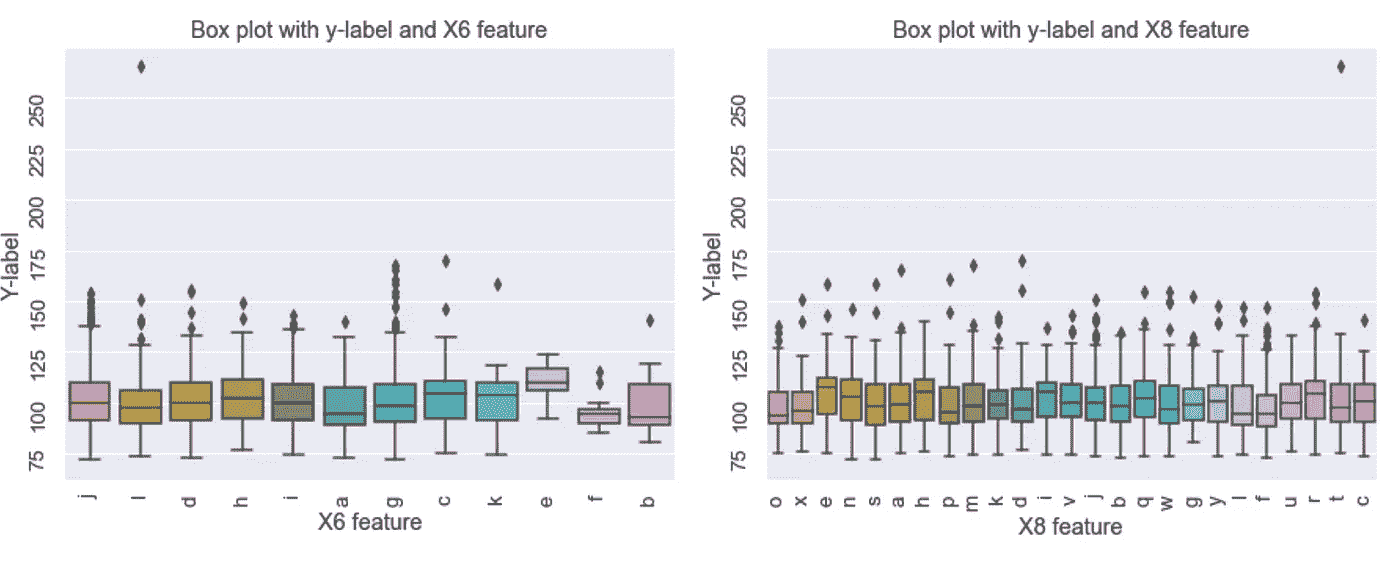 Box plot with y-label and X6 feature
Y-label
250
225
200
175
150
125
100
75
j l d h i a g c k e f b
X6 feature
Box plot with y-label and X8 feature
Y-label
250
225
200
175
150
125
100
75
o x e n s a h p m k d i v j b q w g y l f u r t c
X8 feature